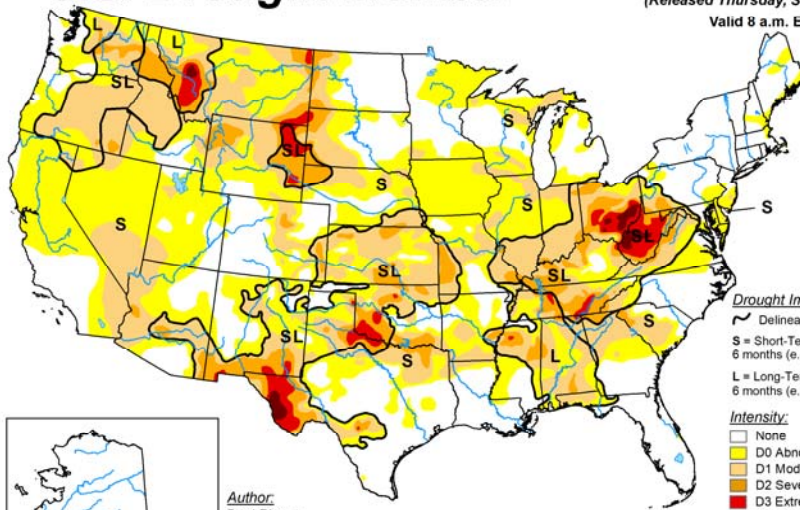 (Released Thursday, S
Valid 8 a.m. E
L
L
SL
SL
S
S
S
S
S
SL
SL
SL
SL
S
L
S
Drought Im
Delinea
S = Short-Te
6 months (e.
L = Long-Te
6 months (e.
Intensity:
None
D0 Abno
D1 Mod
D2 Seve
D3 Extre
Author: